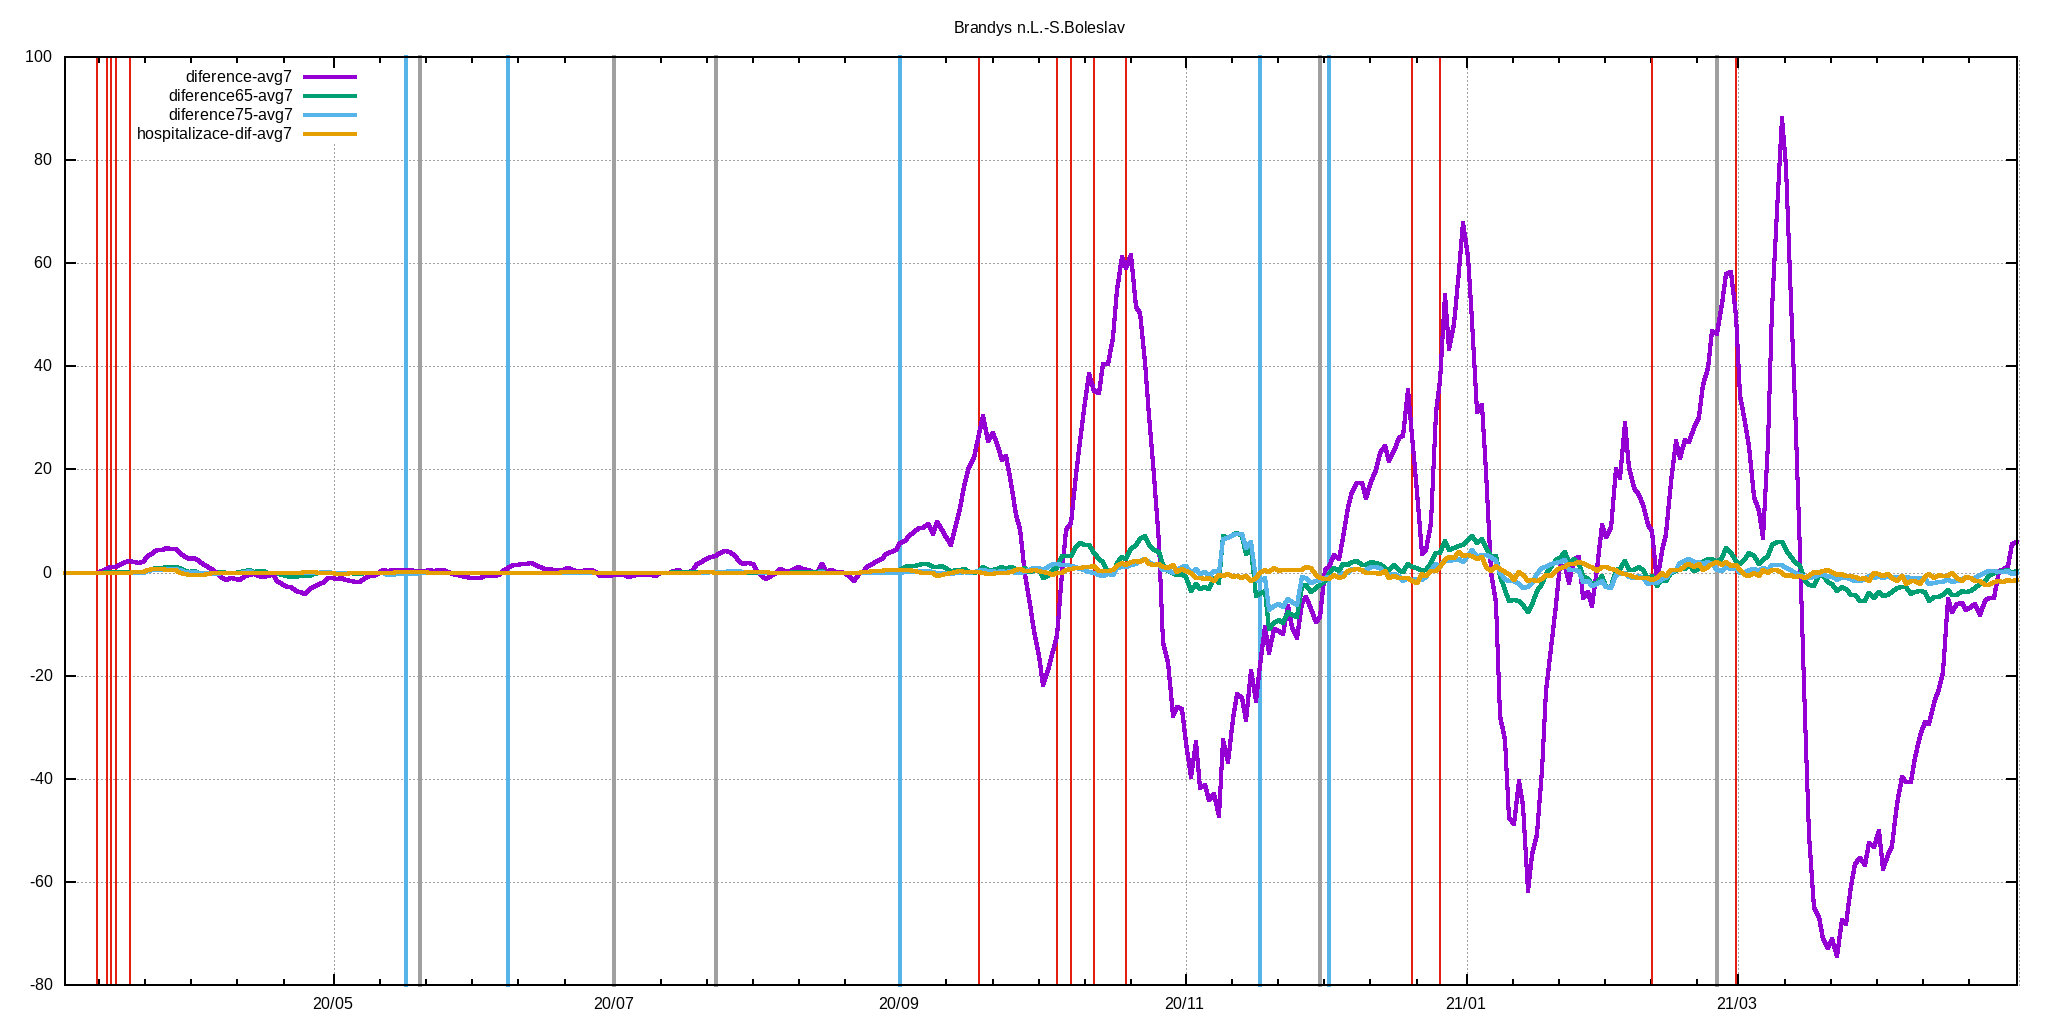 Brandys n.L.-S.Boleslav
diference-avg7
diference65-avg7
diference75-avg7
hospitalizace-dif-avg7
100
80
60
40
20
0
-20
-40
-60
-80
20/05 20/07 20/09 20/11 21/01 21/03